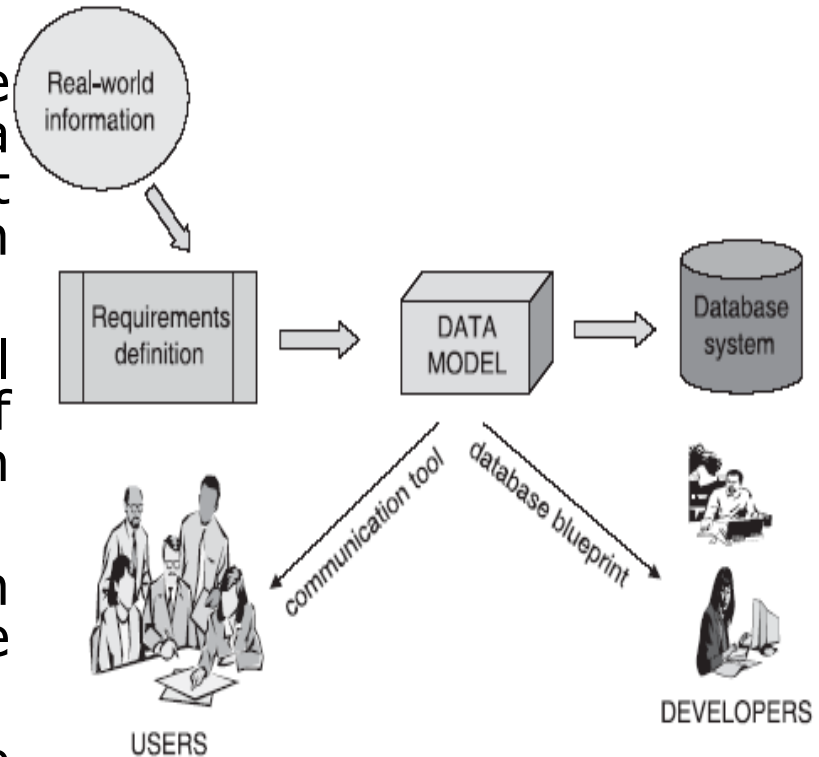 Real-world
information
Requirements
definition
DATA
MODEL
Database
system
communication tool
database blueprint
USERS
DEVELOPERS